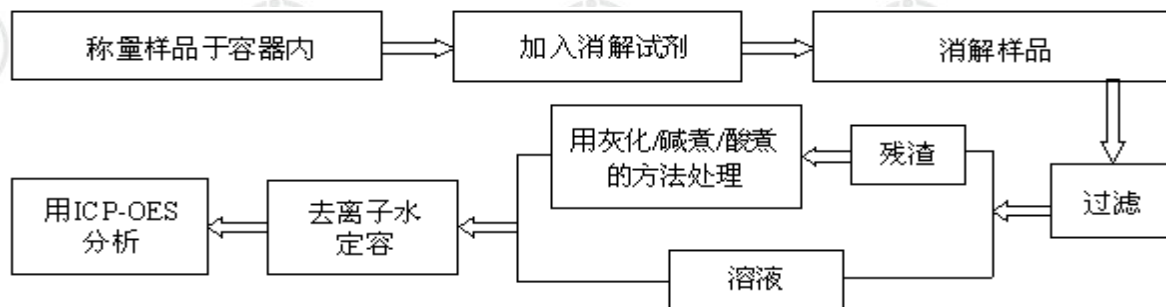 称量样品于容器内
加入消解试剂
消解样品
过滤
残渣
用灰化/碱煮/酸煮
的方法处理
溶液
去离子水
定容
用ICP-OES
分析